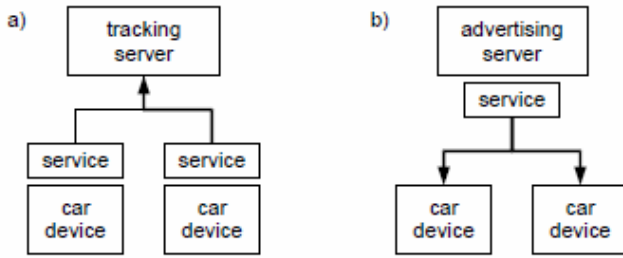 a)
tracking
server
service
service
car
device
car
device
b)
advertising
server
service
car
device
car
device